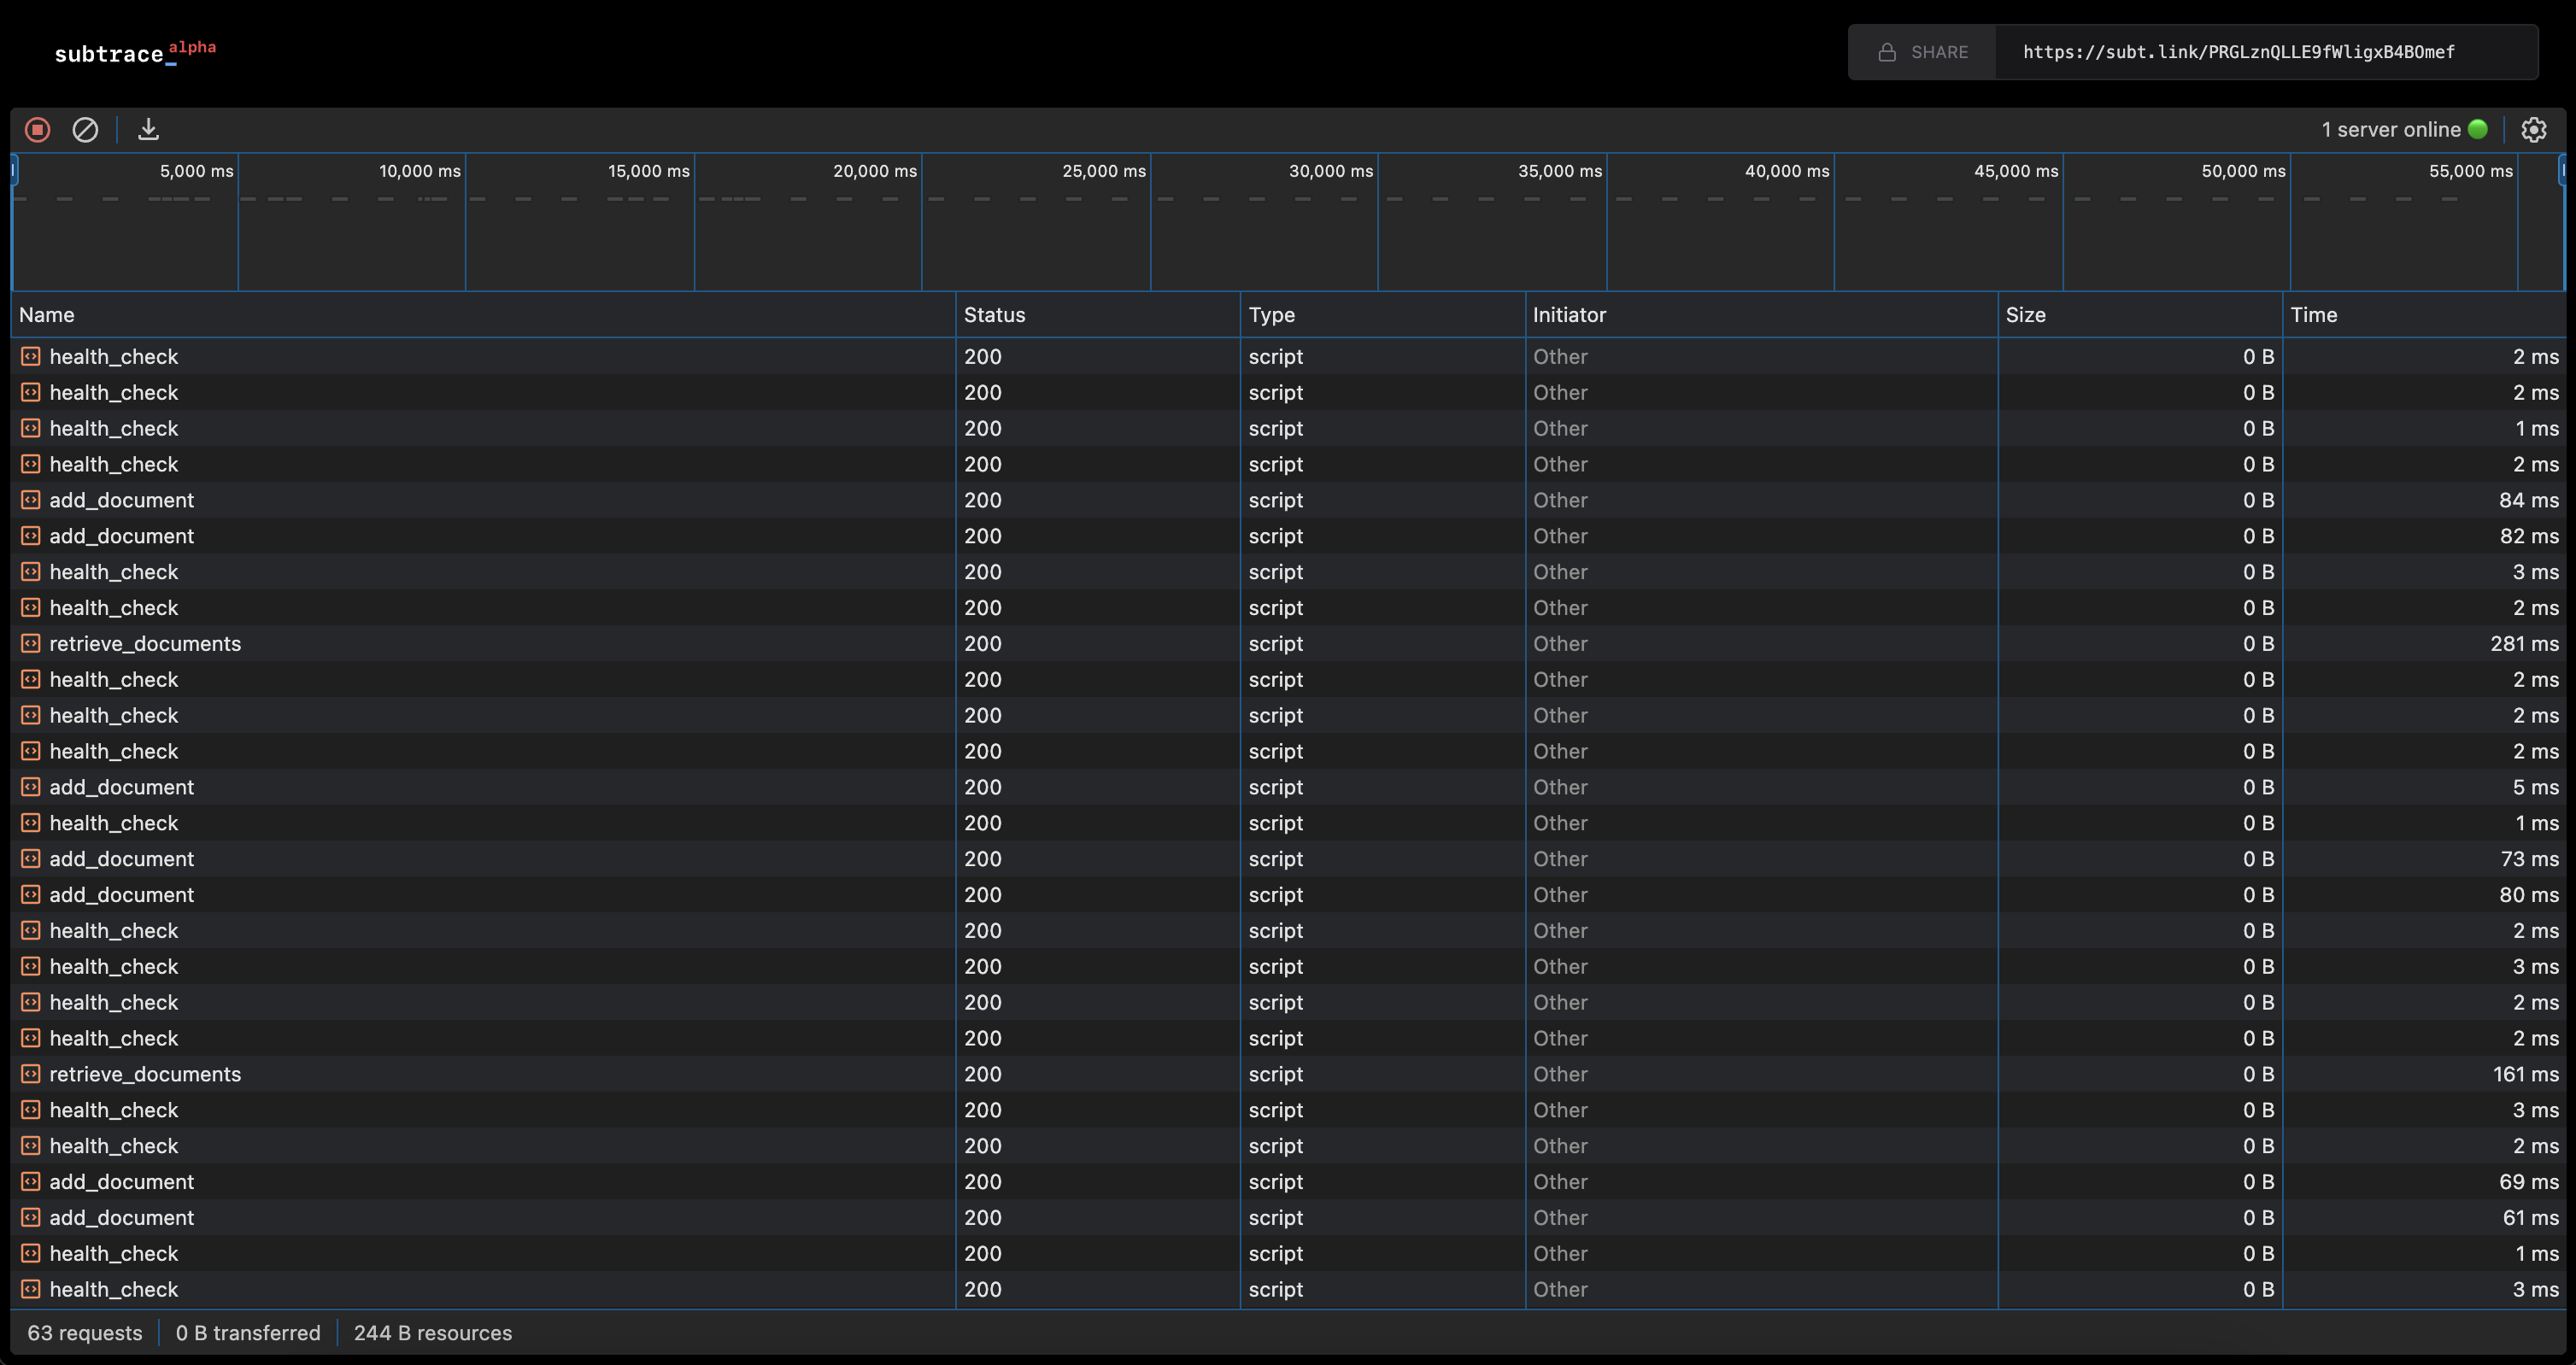 subtrace_alpha
SHARE https://subt.link/PRGLznQLLE9fWligxB4BOmef
1 server online
5,000 ms 10,000 ms 15,000 ms 20,000 ms 25,000 ms 30,000 ms 35,000 ms 40,000 ms 45,000 ms 50,000 ms 55,000 ms
Name Status Type Initiator Size Time
health_check 200 script Other 0 B 2 ms
health_check 200 script Other 0 B 2 ms
health_check 200 script Other 0 B 1 ms
health_check 200 script Other 0 B 2 ms
add_document 200 script Other 0 B 84 ms
add_document 200 script Other 0 B 82 ms
health_check 200 script Other 0 B 3 ms
health_check 200 script Other 0 B 2 ms
retrieve_documents 200 script Other 0 B 281 ms
health_check 200 script Other 0 B 2 ms
health_check 200 script Other 0 B 2 ms
health_check 200 script Other 0 B 2 ms
add_document 200 script Other 0 B 5 ms
health_check 200 script Other 0 B 1 ms
add_document 200 script Other 0 B 73 ms
add_document 200 script Other 0 B 80 ms
health_check 200 script Other 0 B 2 ms
health_check 200 script Other 0 B 3 ms
health_check 200 script Other 0 B 2 ms
health_check 200 script Other 0 B 2 ms
retrieve_documents 200 script Other 0 B 161 ms
health_check 200 script Other 0 B 3 ms
health_check 200 script Other 0 B 2 ms
add_document 200 script Other 0 B 69 ms
add_document 200 script Other 0 B 61 ms
health_check 200 script Other 0 B 1 ms
health_check 200 script Other 0 B 3 ms
63 requests 0 B transferred 244 B resources